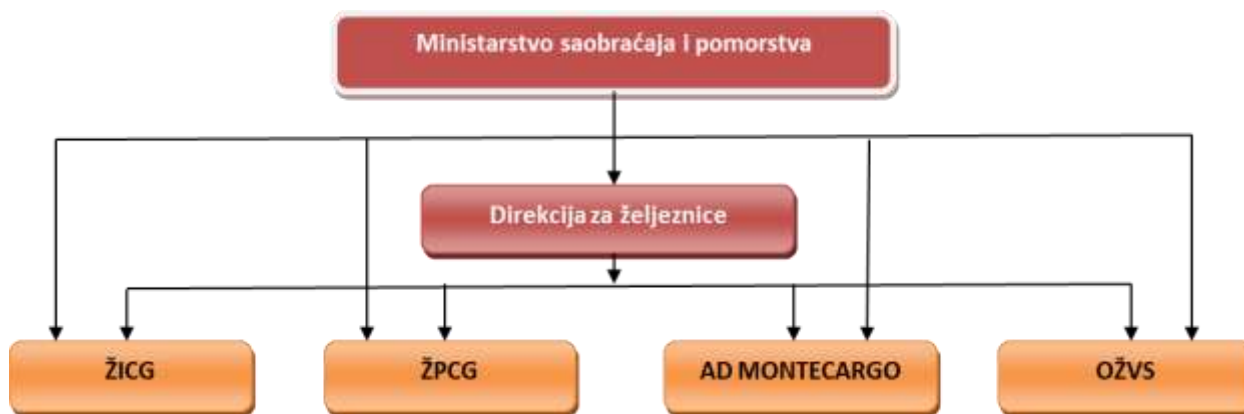 Ministarstvo saobraćaja I pomorstva
Direkcija za željeznice
ŽICG
ŽPCG
AD MONTECARGO
OŽVS